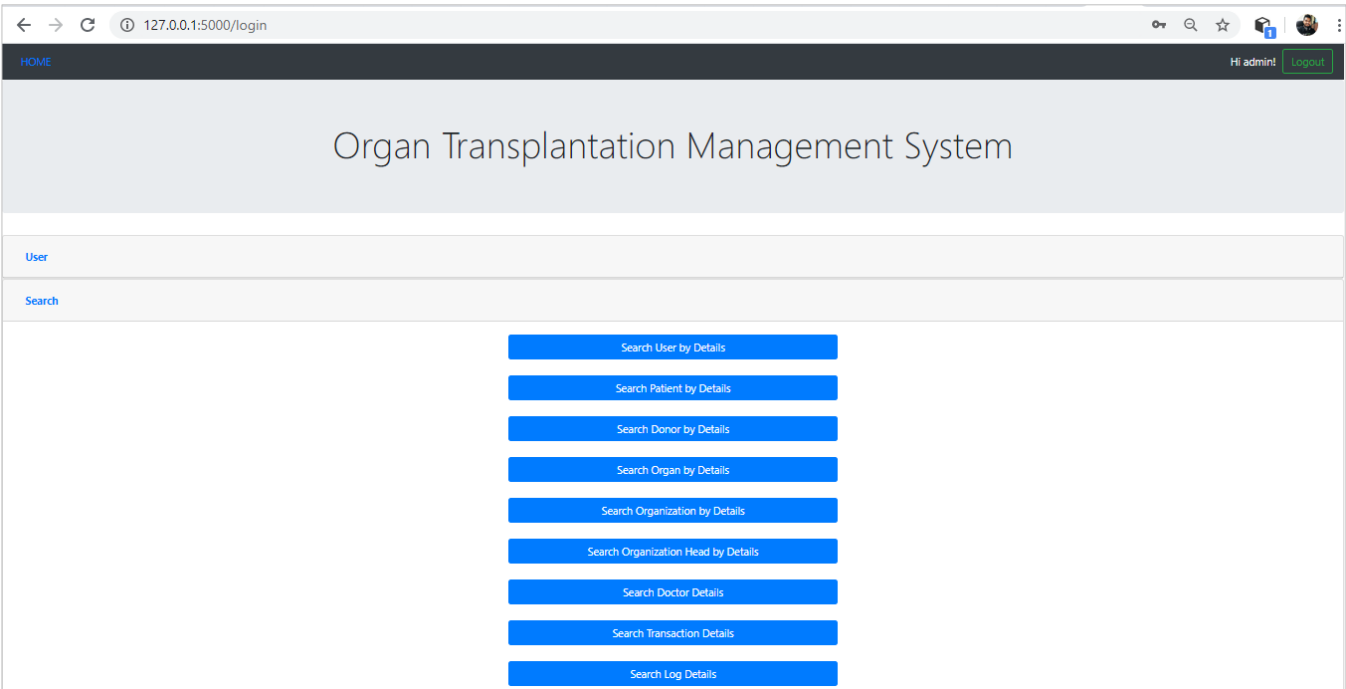 127.0.0.1:5000/login
1
HOME
Hi admin! Logout
Organ Transplantation Management System
User
Search
Search User by Details
Search Patient by Details
Search Donor by Details
Search Organ by Details
Search Organization by Details
Search Organization Head by Details
Search Doctor Details
Search Transaction Details
Search Log Details